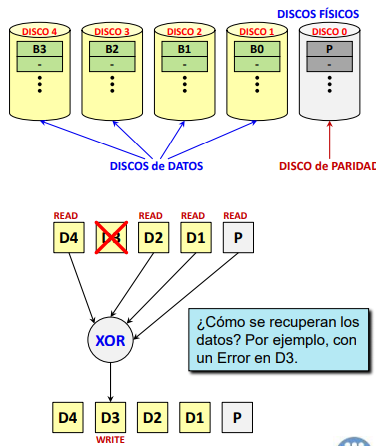 DISCOS FÍSICOS
DISCO 4 DISCO 3 DISCO 2 DISCO 1 DISCO 0
B3 B2 B1 B0 P
- - - - -
DISCOS de DATOS DISCO de PARIDAD
READ READ READ READ
D4 D3 D2 D1 P
XOR
¿Cómo se recuperan los
datos? Por ejemplo, con
un Error en D3.
D4 D3 D2 D1 P
WRITE